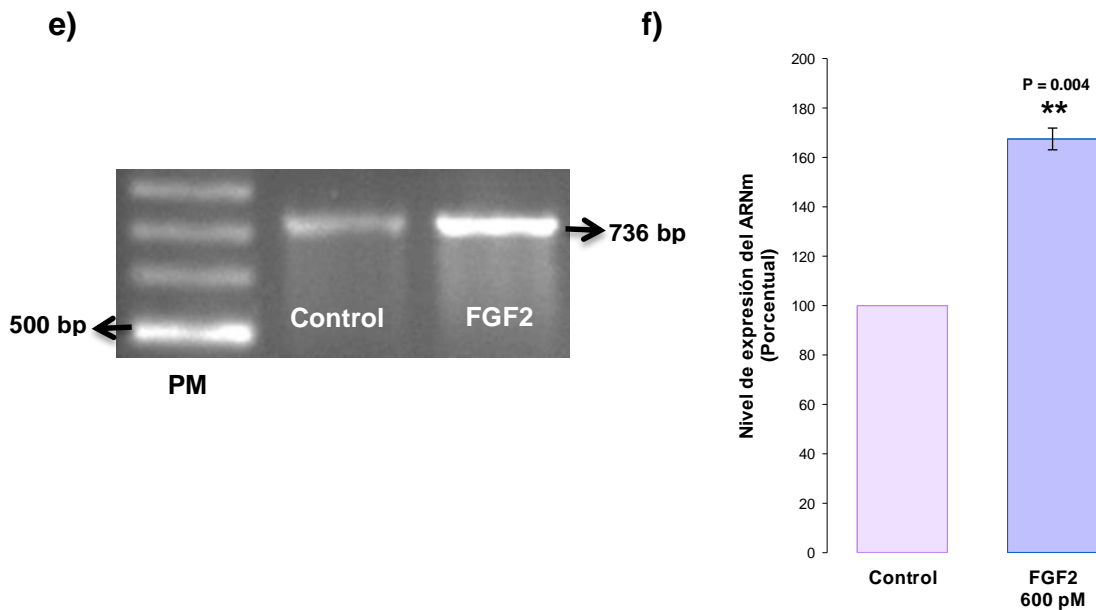 e)
500 bp
Control
FGF2
736 bp
PM
f)
Nivel de expresión del ARNm
(Porcentual)
200
180
160
140
120
100
80
60
40
20
0
P = 0.004
**
Control
FGF2
600 pM